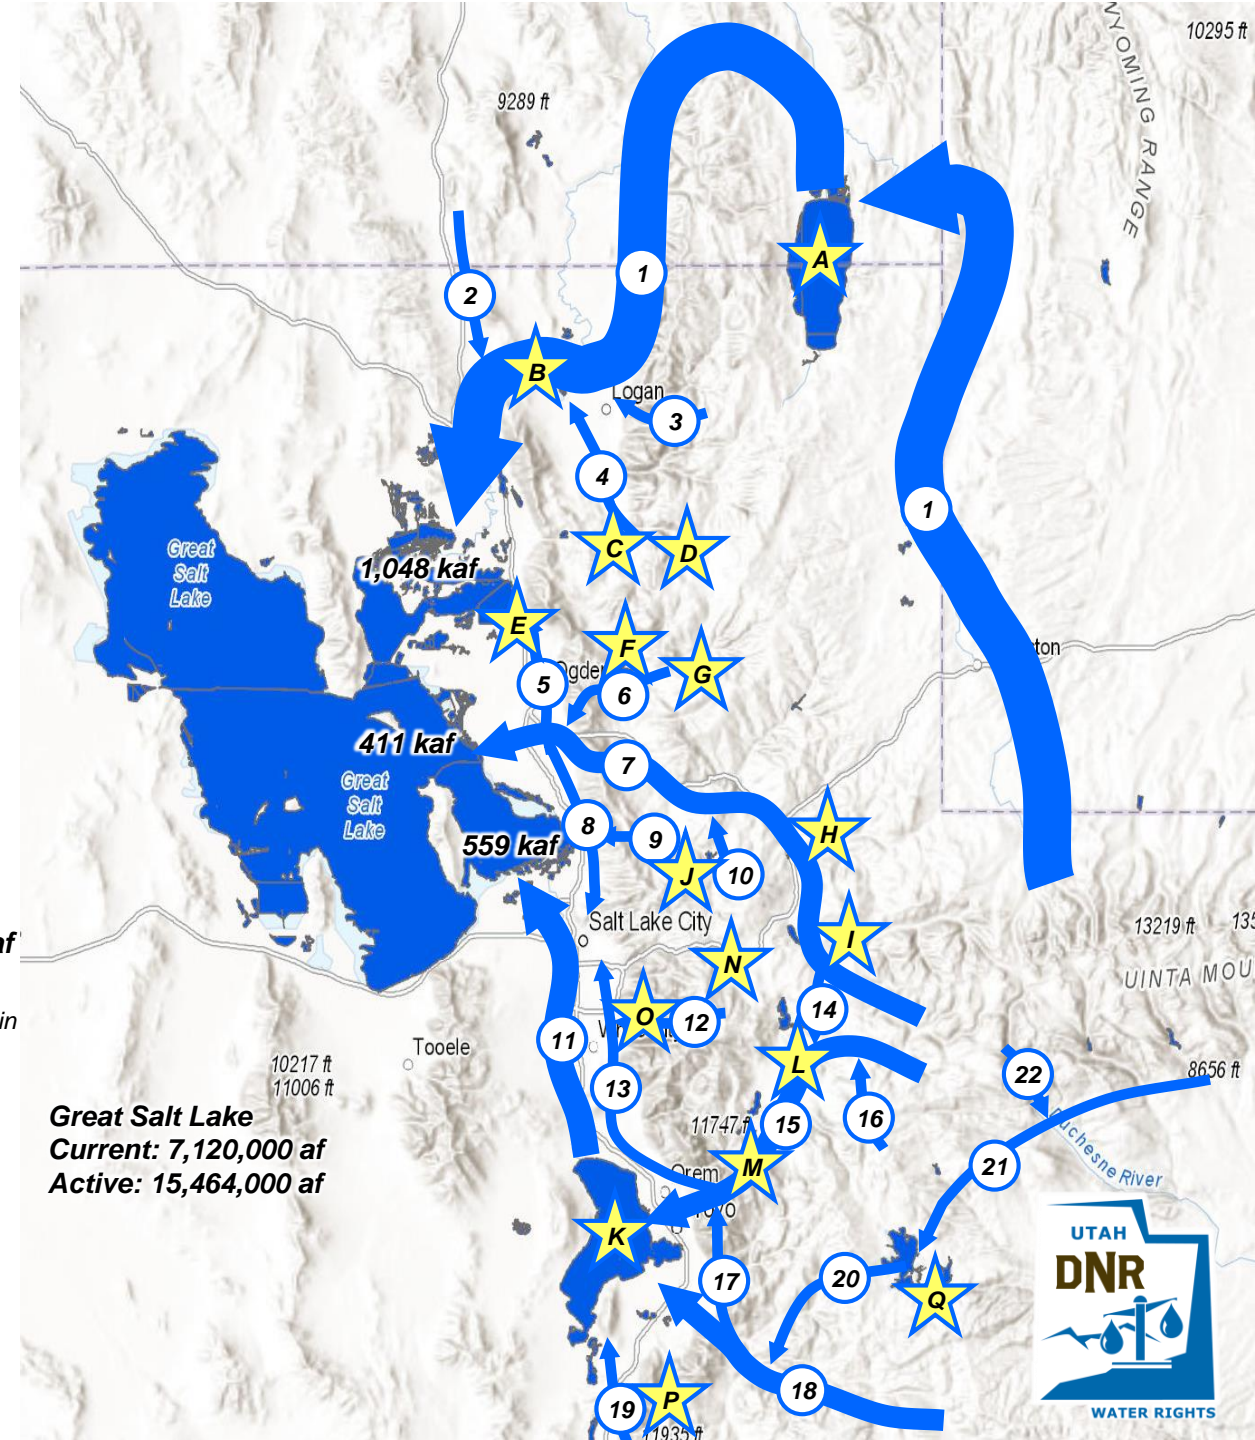 10295 ft
WYOMING RANGE
9289 ft
A
1
2
B
Logan
3
4
1
C
D
Great
Salt
Lake
1,048 kaf
E
F
G
Ogden
5
6
411 kaf
7
Great
Salt
Lake
8
9
H
559 kaf
J
10
Salt Lake City
I
13219 ft
N
UINTA MOU
14
O
12
11
Tooele
L
10217 ft
11006 ft
22
8656 ft
13
16
15
11747 ft
Great Salt Lake
Current: 7,120,000 af
Active: 15,464,000 af
M
Orem
21
Duchesne River
K
17
20
Q
18
19
P
11935 ft
UTAH
DNR
WATER RIGHTS